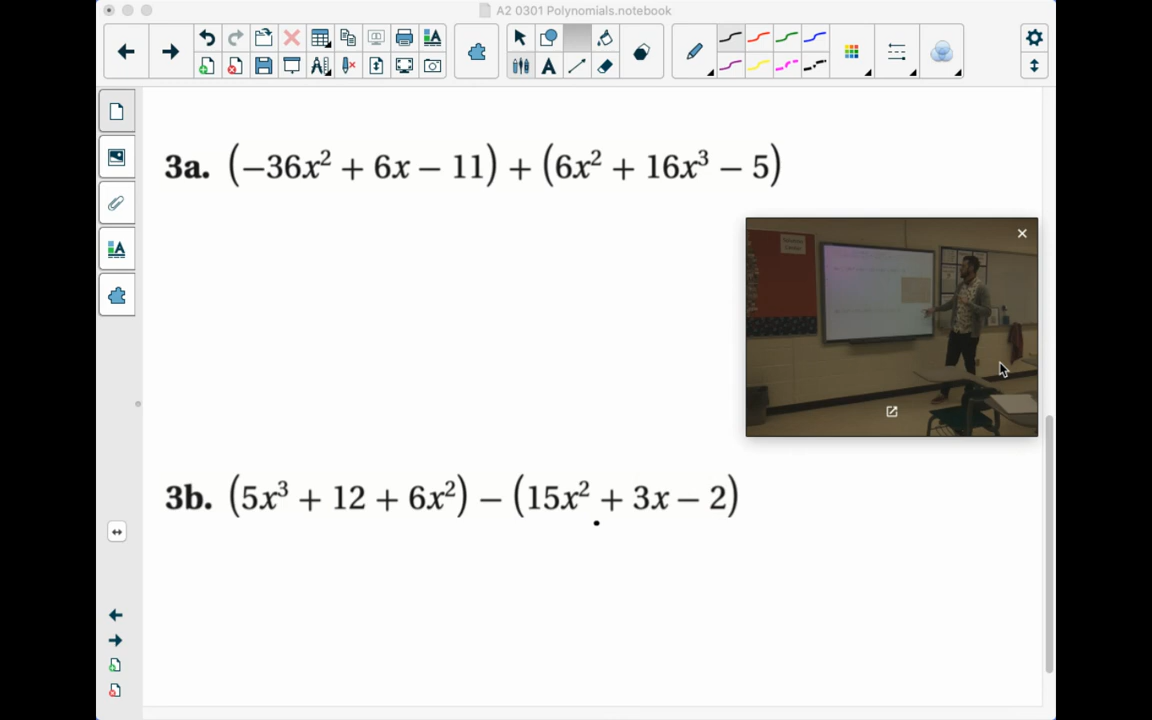 A2 0301 Polynomials.notebook
3a. (−36x² + 6x − 11) + (6x² + 16x³ − 5)
3b. (5x³ + 12 + 6x²) − (15x² + 3x − 2)